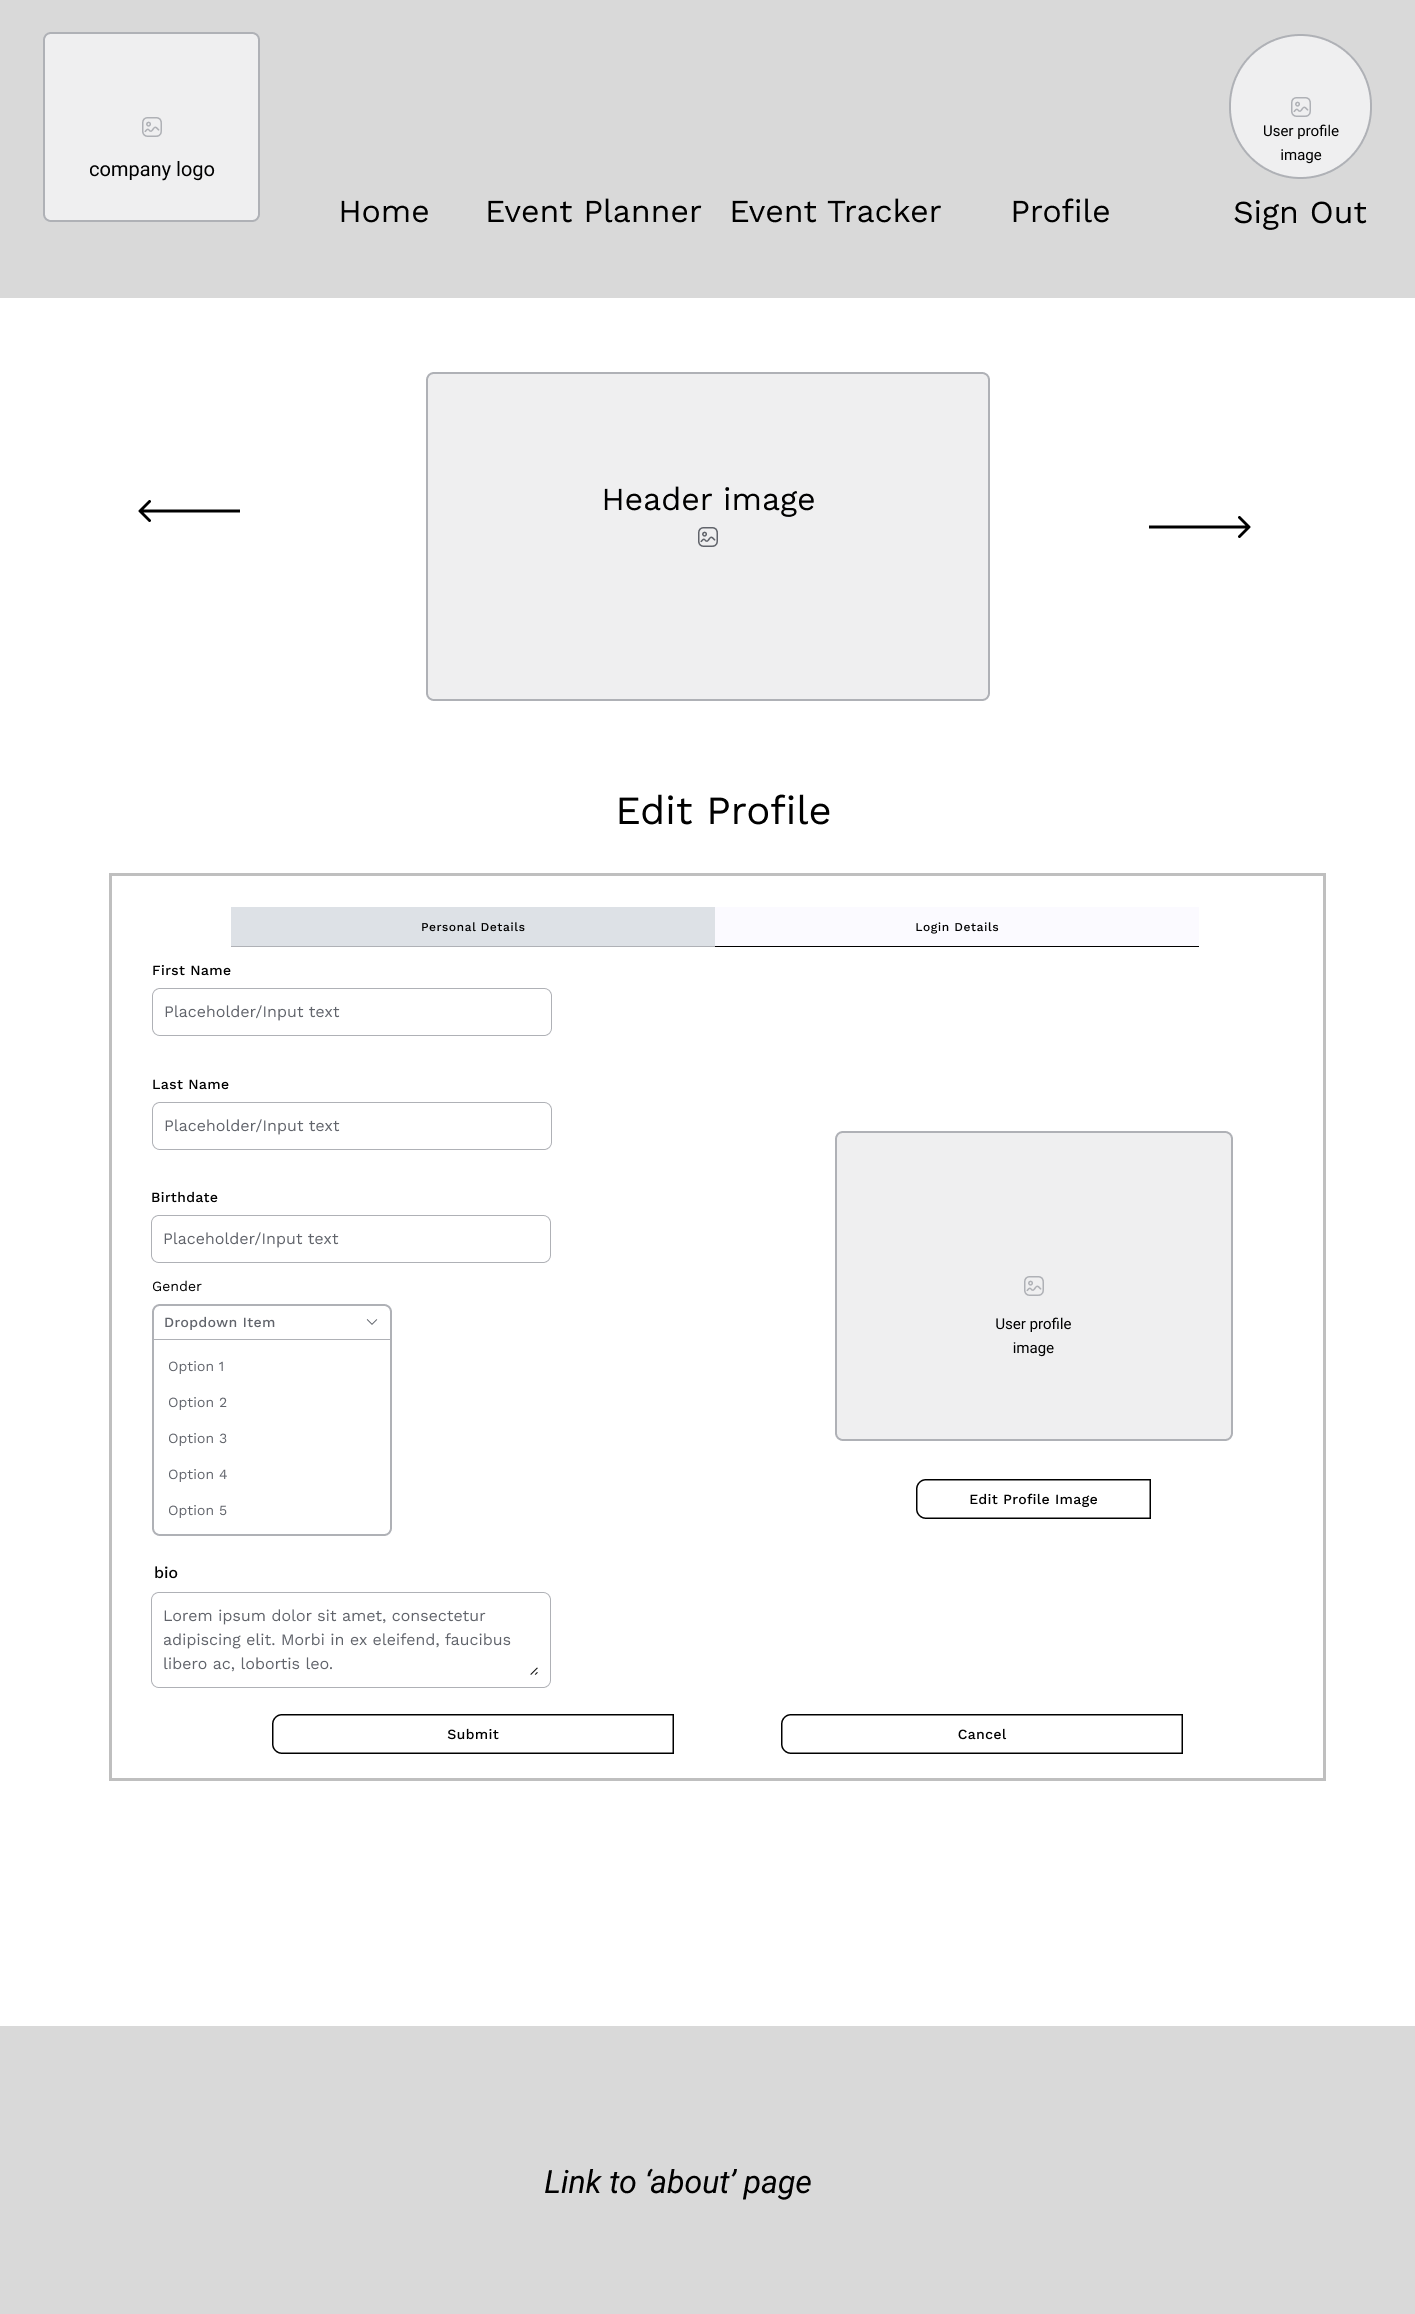 company logo
User profile
image
Home
Event Planner
Event Tracker
Profile
Sign Out
Header image
Edit Profile
Personal Details
Login Details
First Name
Placeholder/Input text
Last Name
Placeholder/Input text
Birthdate
Placeholder/Input text
Gender
Dropdown Item
Option 1
Option 2
Option 3
Option 4
Option 5
User profile
image
Edit Profile Image
bio
Lorem ipsum dolor sit amet, consectetur
adipiscing elit. Morbi in ex eleifend, faucibus
libero ac, lobortis leo.
Submit
Cancel
Link to ‘about’ page